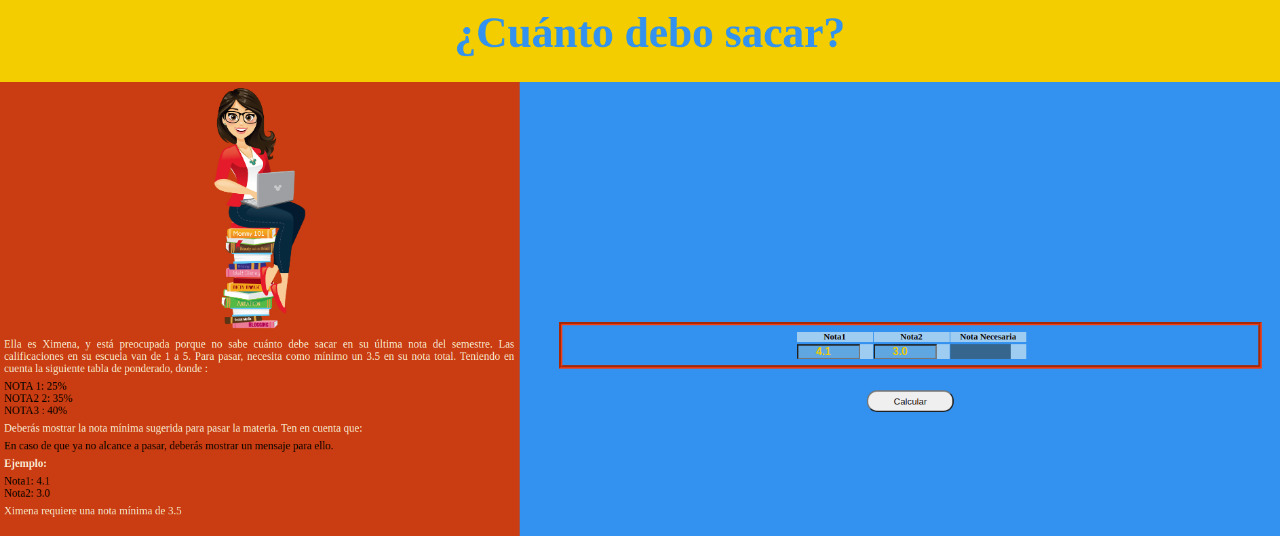 ¿Cuánto debo sacar?
Mommy 101
BLOGGING
Ella es Ximena, y está preocupada porque no sabe cuánto debe sacar en su última nota del semestre. Las
calificaciones en su escuela van de 1 a 5. Para pasar, necesita como mínimo un 3.5 en su nota total. Teniendo en
cuenta la siguiente tabla de ponderado, donde :
NOTA 1: 25%
NOTA2 2: 35%
NOTA3 : 40%
Deberás mostrar la nota mínima sugerida para pasar la materia. Ten en cuenta que:
En caso de que ya no alcance a pasar, deberás mostrar un mensaje para ello.
Ejemplo:
Nota1: 4.1
Nota2: 3.0
Ximena requiere una nota mínima de 3.5
Nota1 Nota2 Nota Necesaria
4.1 3.0
Calcular